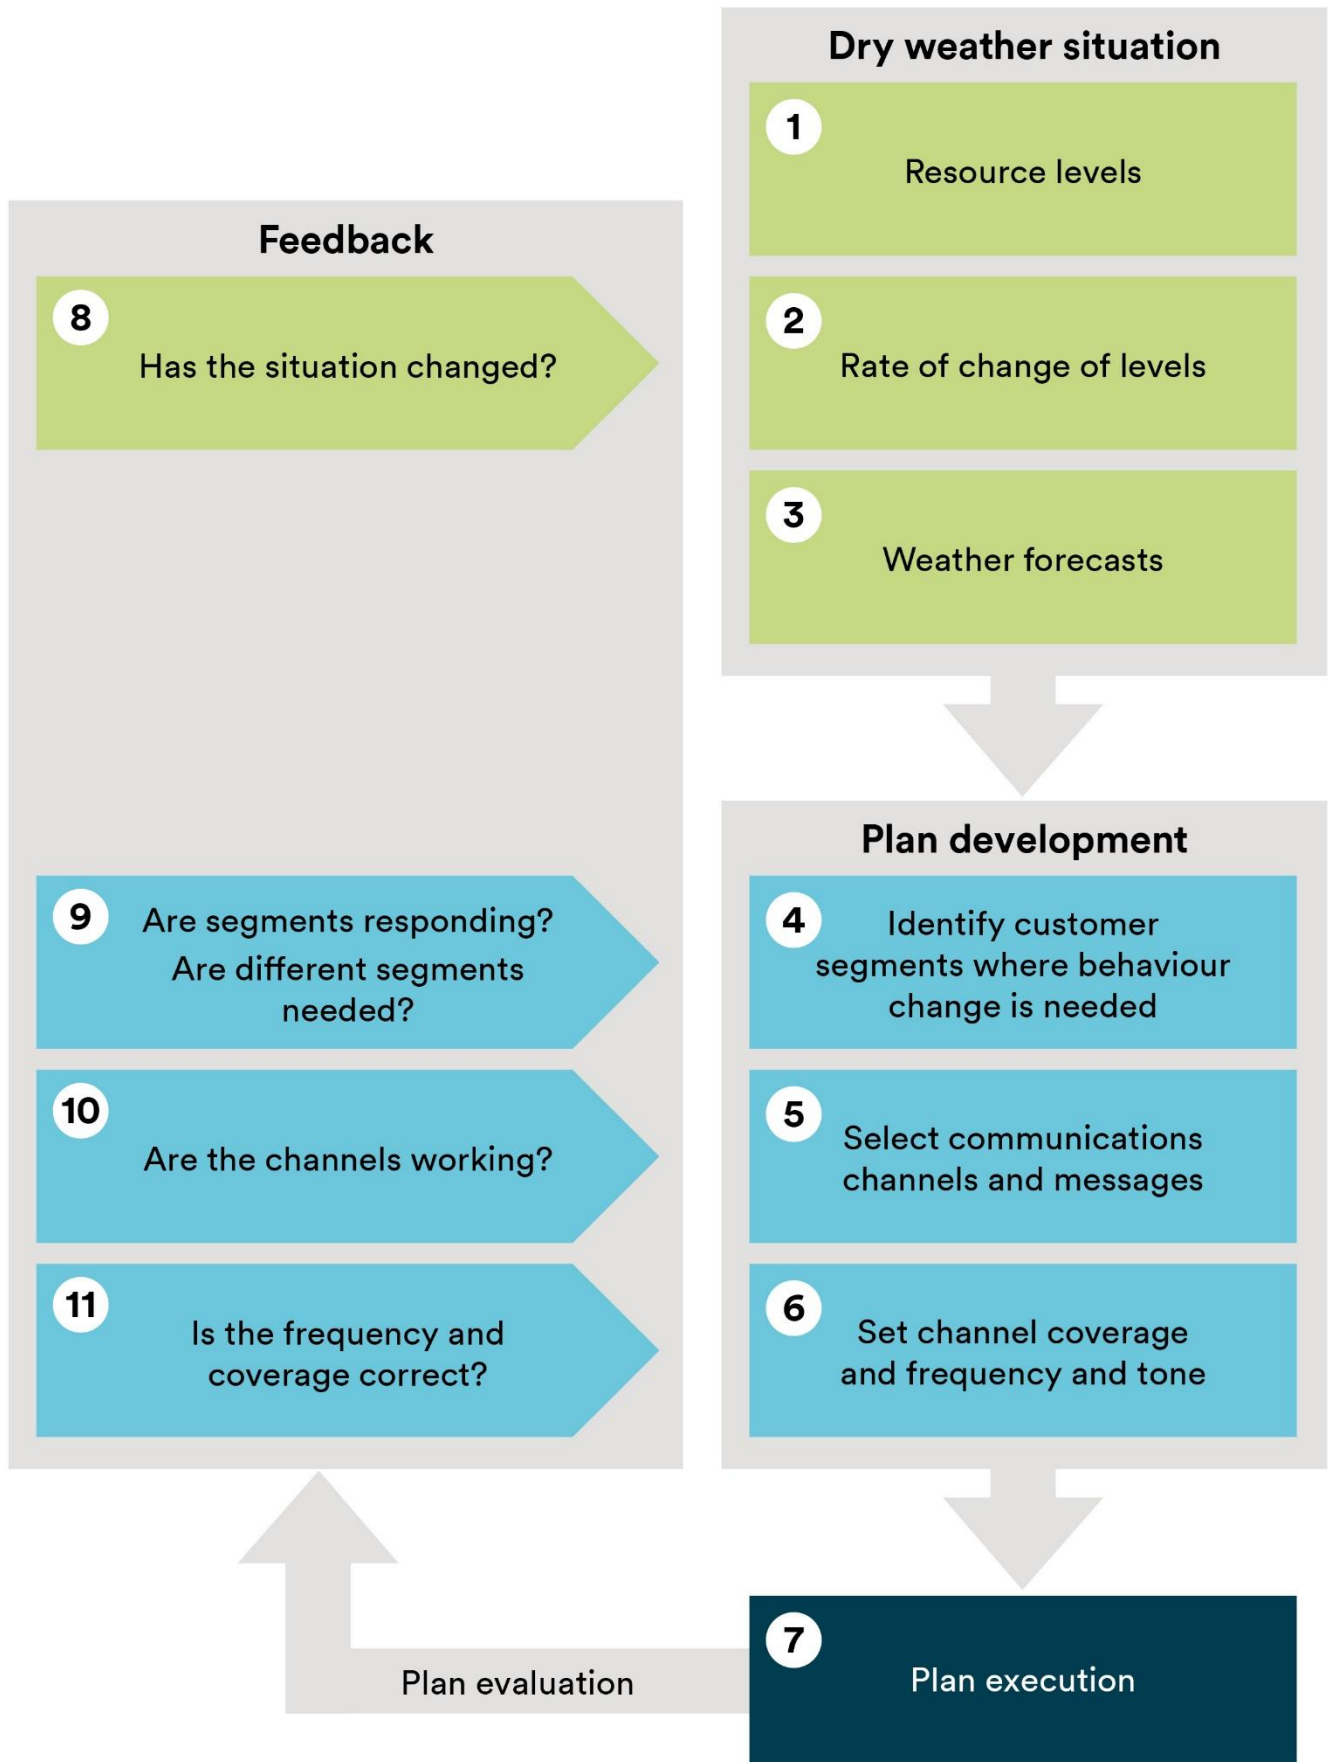 Dry weather situation
1
Resource levels
2
Rate of change of levels
3
Weather forecasts
Plan development
4
Identify customer
segments where behaviour
change is needed
5
Select communications
channels and messages
6
Set channel coverage
and frequency and tone
7
Plan execution
Plan evaluation
Feedback
8
Has the situation changed?
9
Are segments responding?
Are different segments
needed?
10
Are the channels working?
11
Is the frequency and
coverage correct?